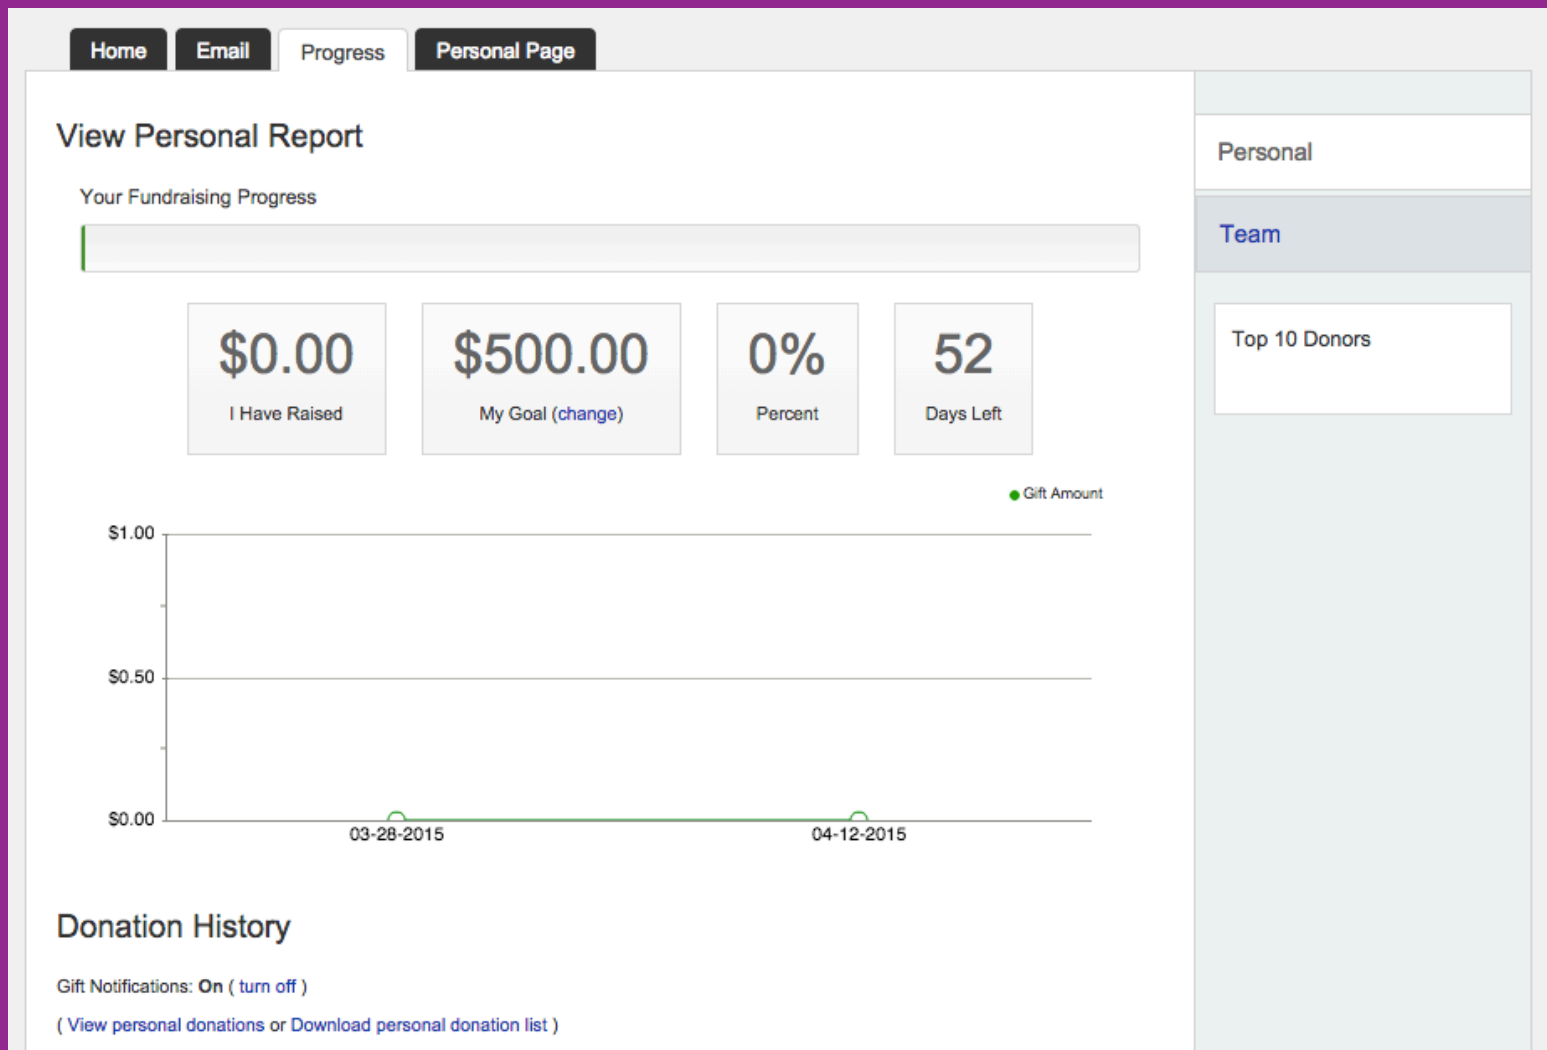 Home Email Progress Personal Page
View Personal Report
Your Fundraising Progress
$0.00
I Have Raised
$500.00
My Goal (change)
0%
Percent
52
Days Left
Gift Amount
$1.00
$0.50
$0.00
03-28-2015 04-12-2015
Donation History
Gift Notifications: On ( turn off )
( View personal donations or Download personal donation list )
Personal
Team
Top 10 Donors